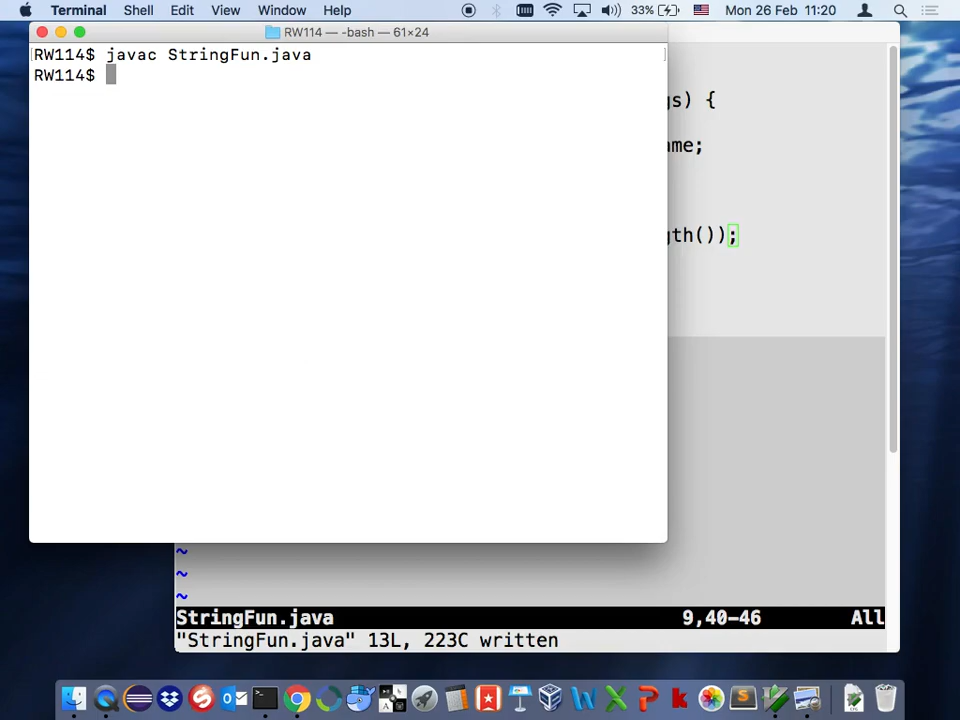 Terminal Shell Edit View Window Help 33% Mon 26 Feb 11:20
RW114 — -bash — 61×24
RW114$ javac StringFun.java
RW114$
gs) {
ame;
gth());
~
~
~
StringFun.java 9,40-46 All
"StringFun.java" 13L, 223C written